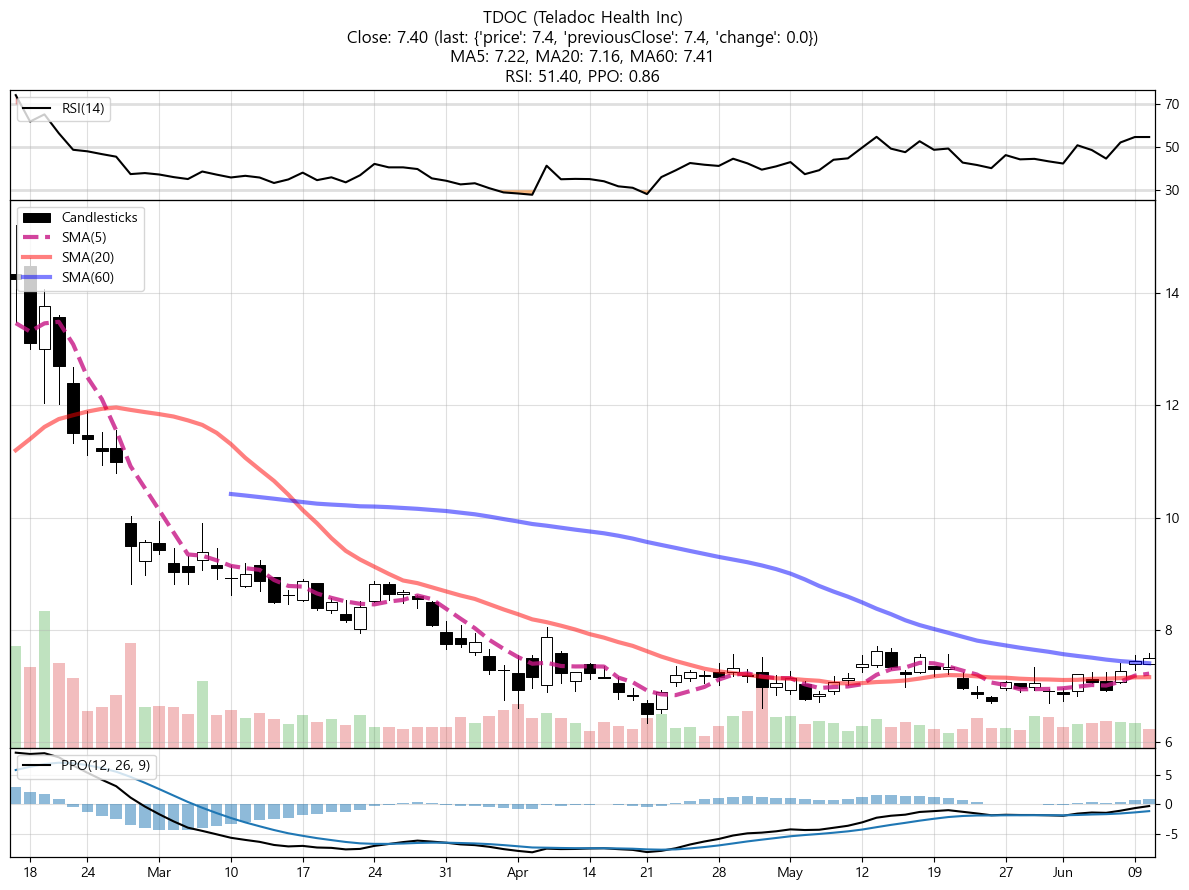 TDOC (Teladoc Health Inc)
Close: 7.40 (last: {'price': 7.4, 'previousClose': 7.4, 'change': 0.0})
MA5: 7.22, MA20: 7.16, MA60: 7.41
RSI: 51.40, PPO: 0.86
RSI(14)
70
50
30
Candlesticks
SMA(5)
SMA(20)
SMA(60)
14
12
10
8
6
PPO(12, 26, 9)
5
0
-5
18 24 Mar 10 17 24 31 Apr 14 21 28 May 12 19 27 Jun 09